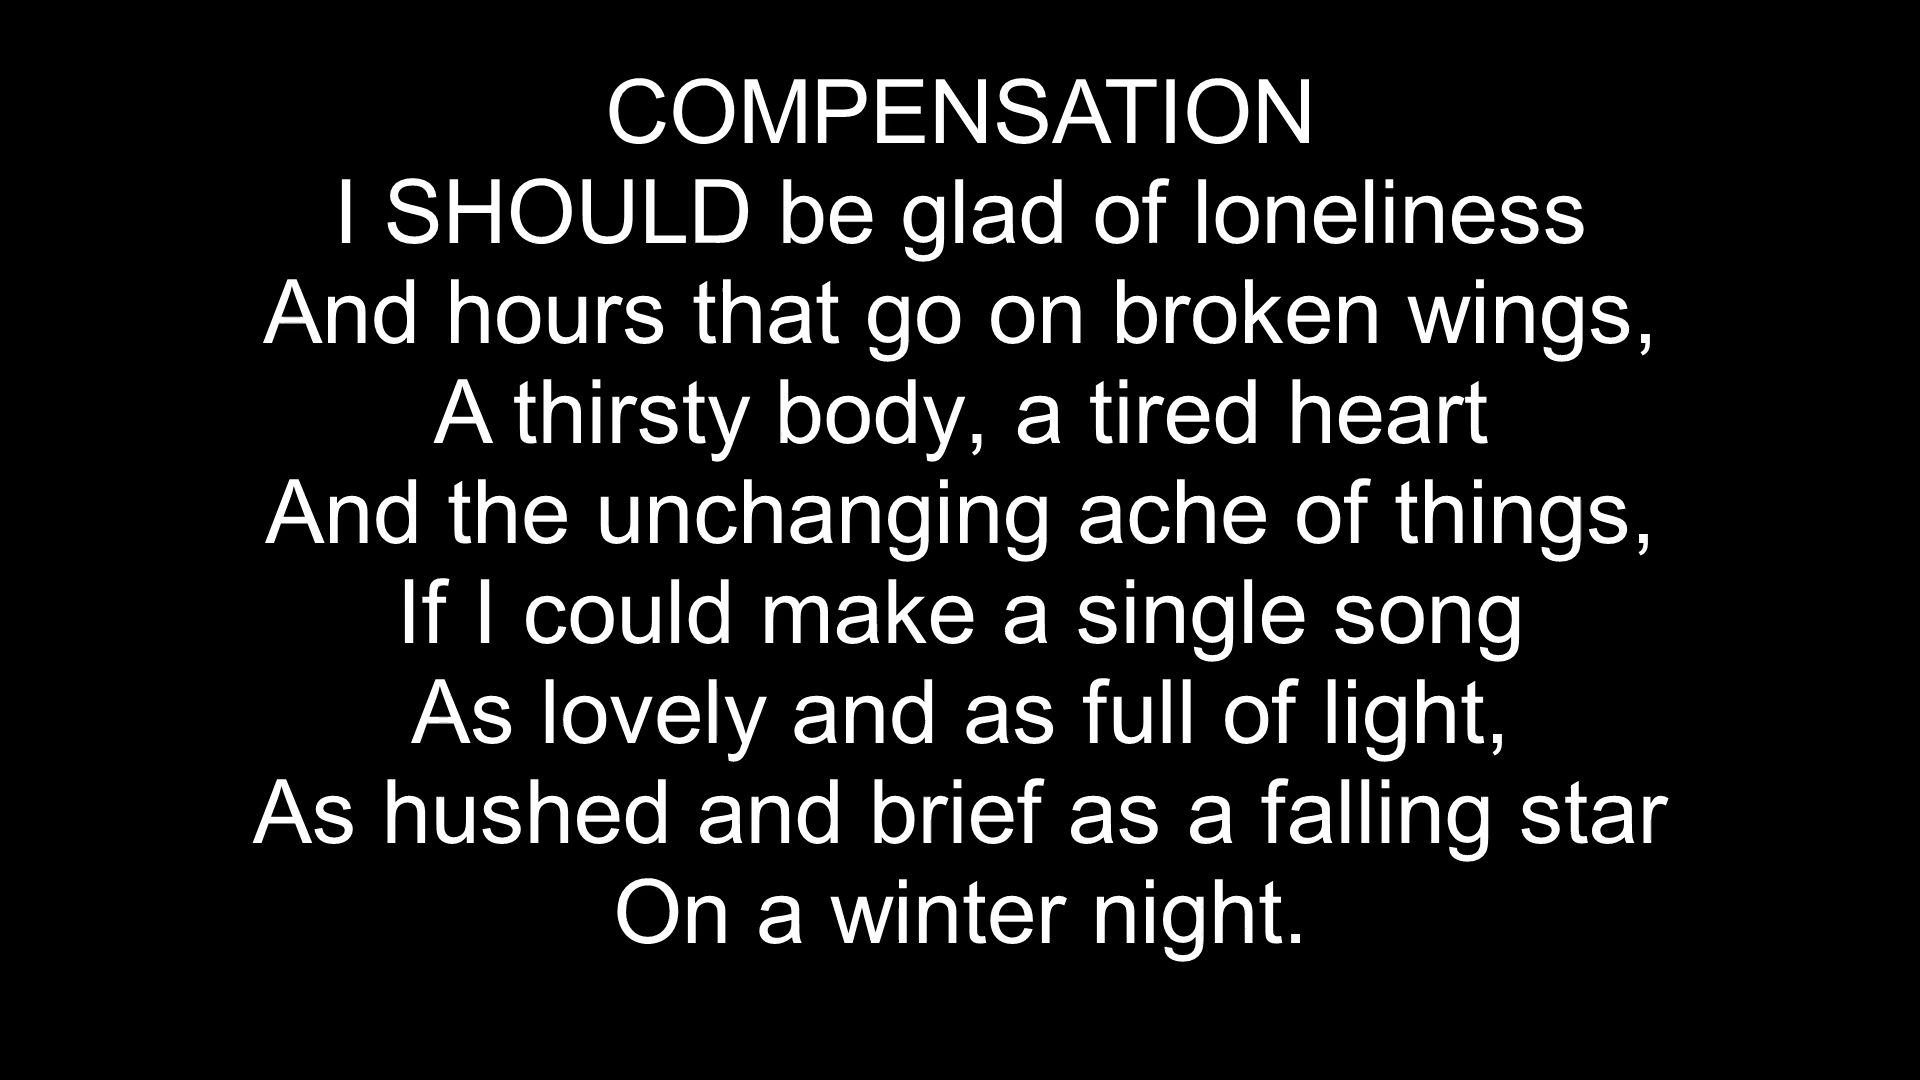 COMPENSATION
I SHOULD be glad of loneliness
And hours that go on broken wings,
A thirsty body, a tired heart
And the unchanging ache of things,
If I could make a single song
As lovely and as full of light,
As hushed and brief as a falling star
On a winter night.